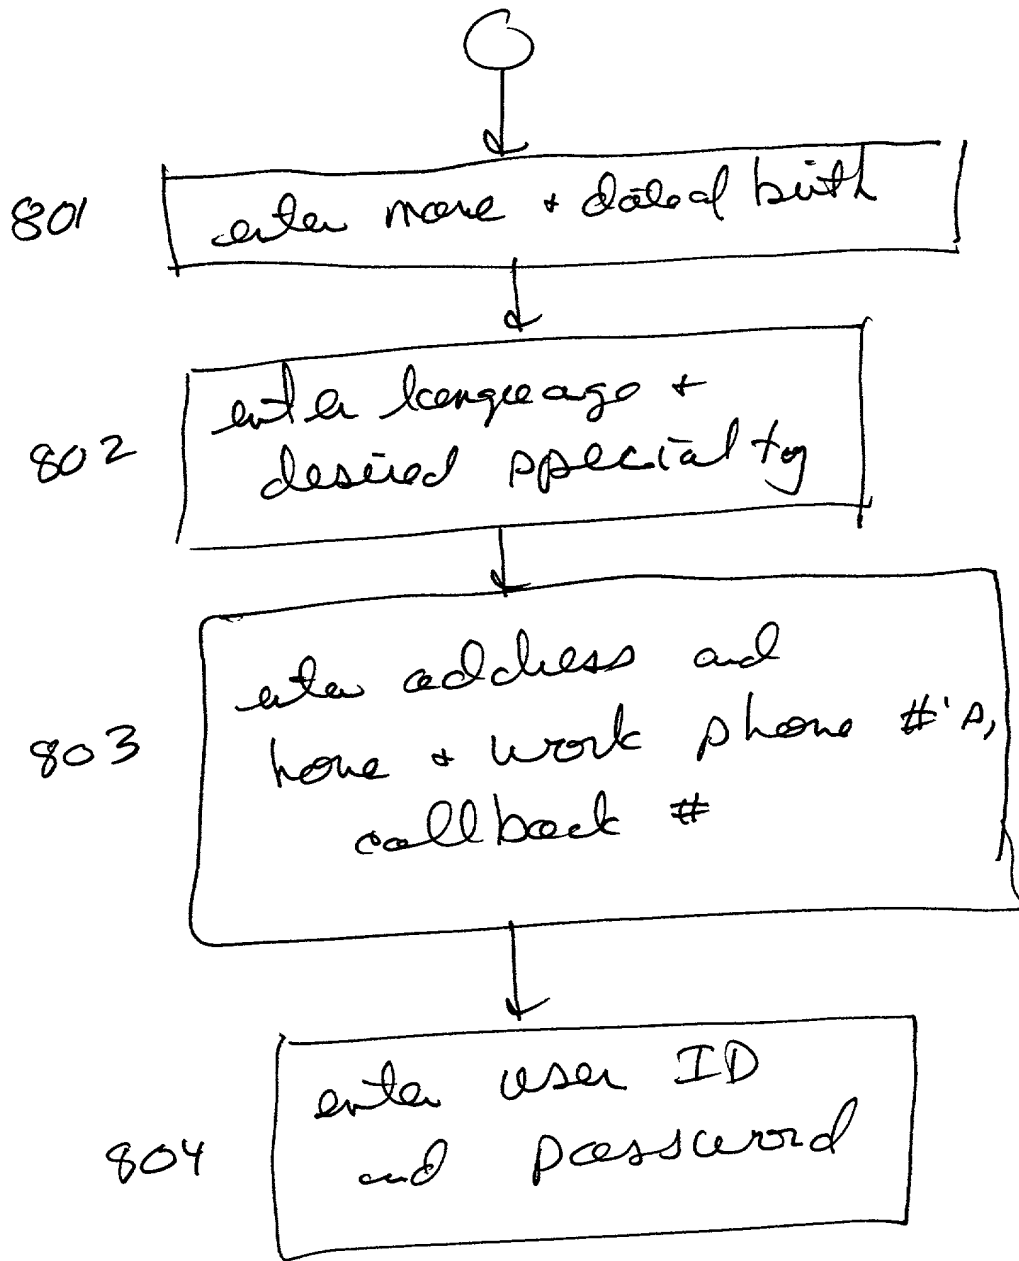 801
enter name + date of birth
802
enter language +
desired specialty
803
enter address and
home + work phone #'s,
callback #
804
enter user ID
and password